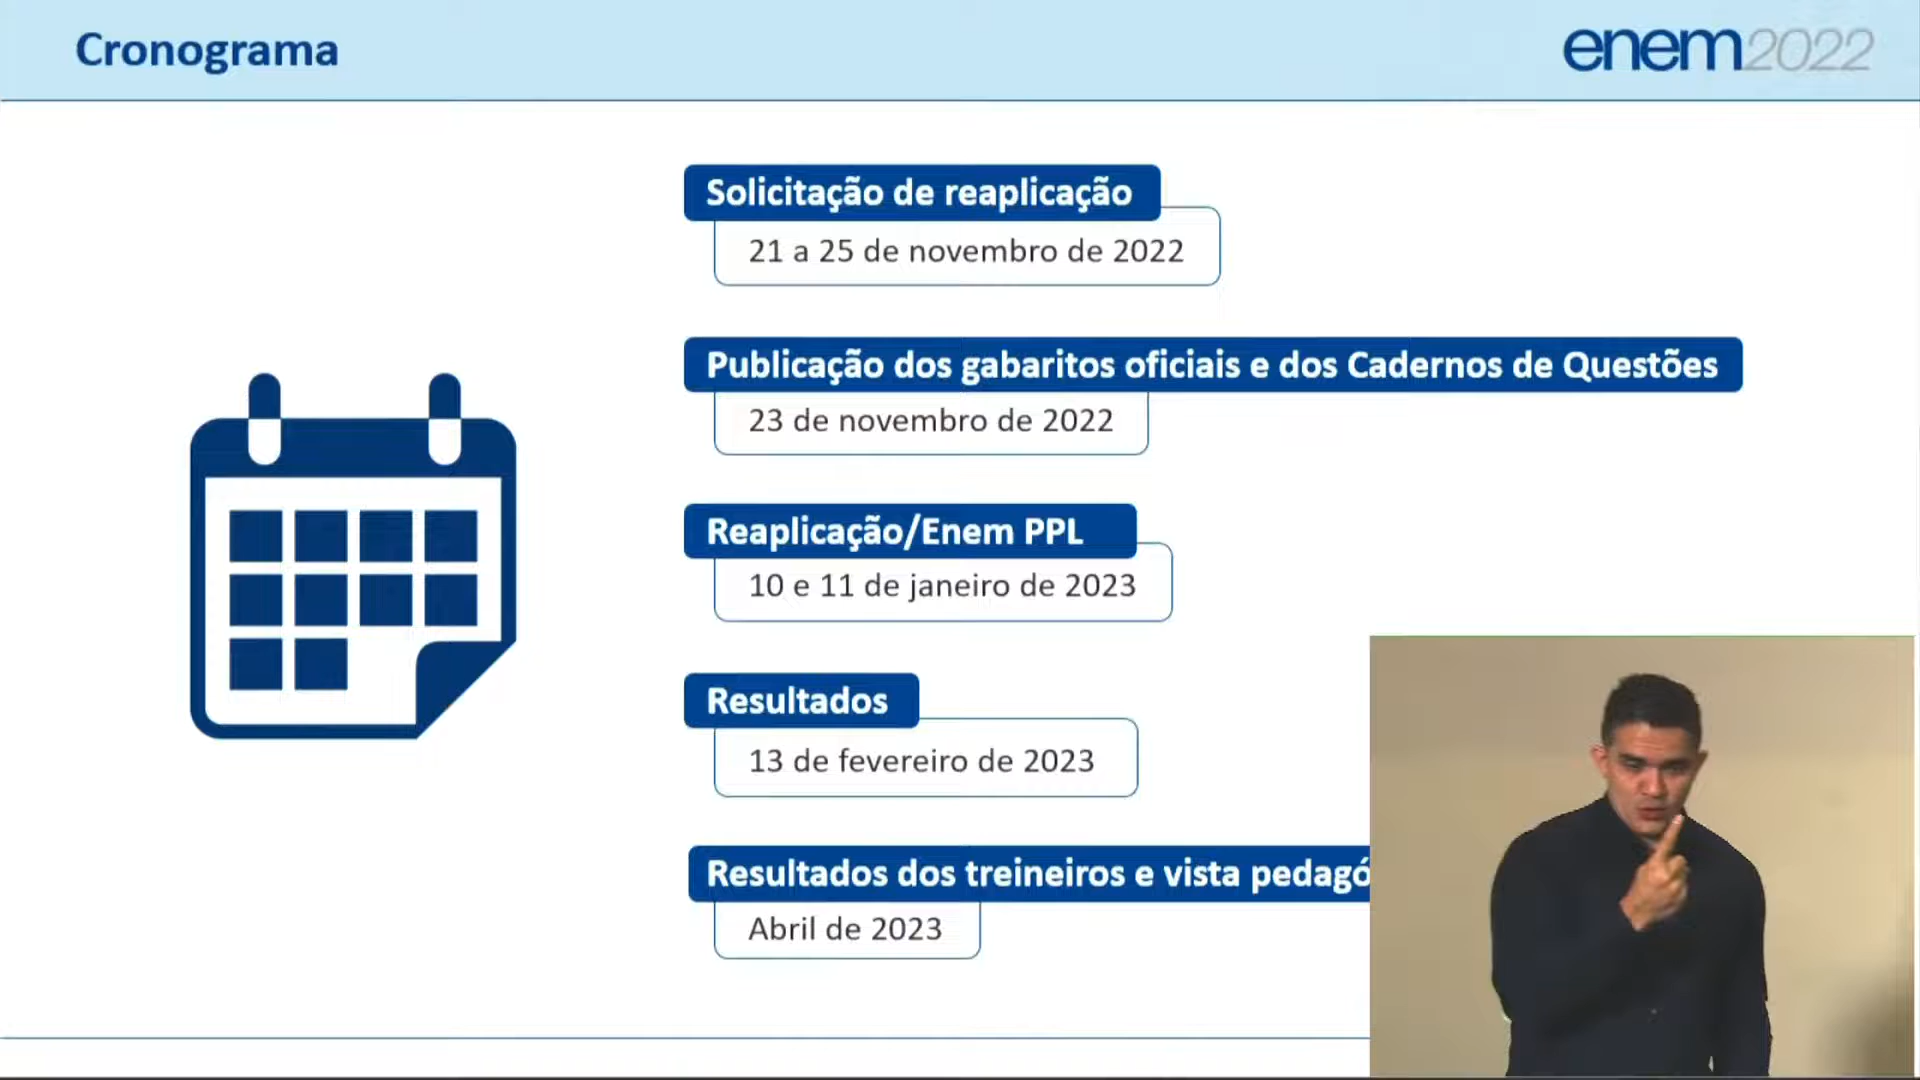 Cronograma
enem2022
Solicitação de reaplicação
21 a 25 de novembro de 2022
Publicação dos gabaritos oficiais e dos Cadernos de Questões
23 de novembro de 2022
Reaplicação/Enem PPL
10 e 11 de janeiro de 2023
Resultados
13 de fevereiro de 2023
Resultados dos treineiros e vista pedagó
Abril de 2023